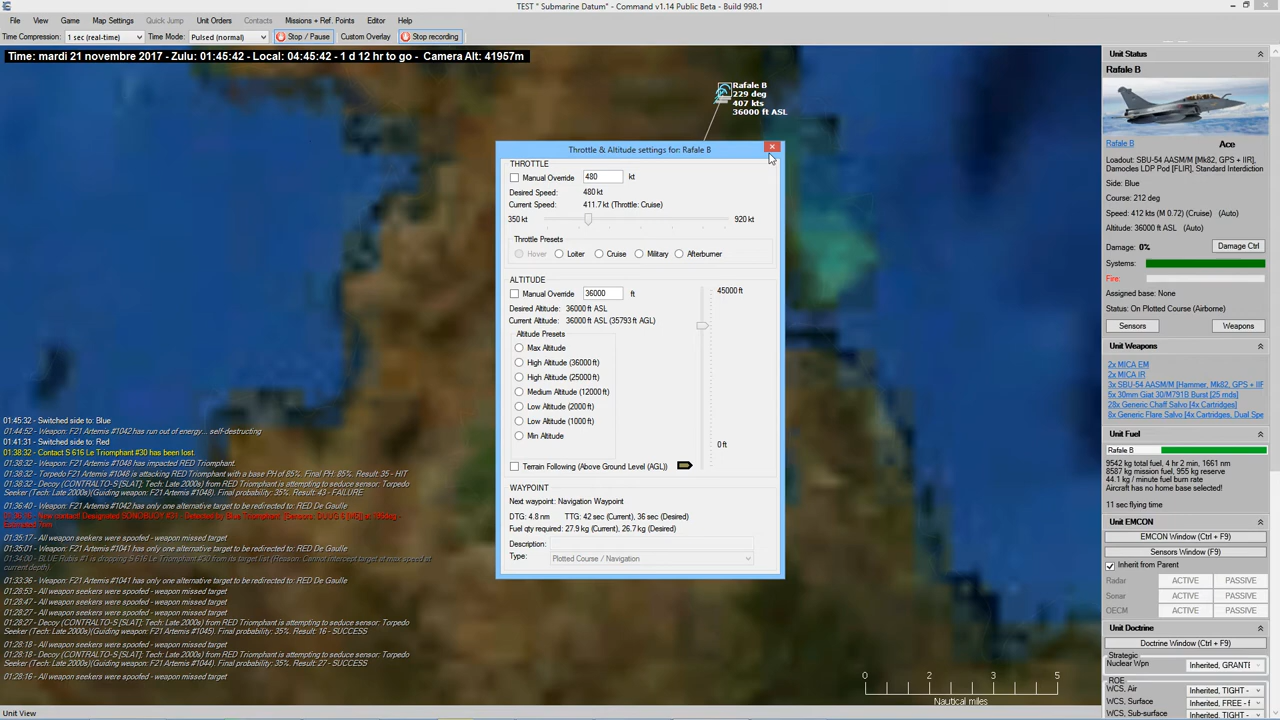 TEST " Submarine Datum" - Command v1.14 Public Beta - Build 998.1
File View Game Map Settings Quick Jump Unit Orders Contacts Missions + Ref. Points Editor Help
Time Compression: 1 sec (real-time) Time Mode: Pulsed (normal) Stop / Pause Custom Overlay Stop recording
Time: mardi 21 novembre 2017 - Zulu: 01:45:42 - Local: 04:45:42 - 1 d 12 hr to go - Camera Alt: 41957m
Rafale B
229 deg
407 kts
36000 ft ASL
Throttle & Altitude settings for: Rafale B
THROTTLE
Manual Override 480 kt
Desired Speed: 480 kt
Current Speed: 411.7 kt (Throttle: Cruise)
350 kt 920 kt
Throttle Presets
Hover Loiter Cruise Military Afterburner
ALTITUDE
Manual Override 36000 ft
45000 ft
Desired Altitude: 36000 ft ASL
Current Altitude: 36000 ft ASL (35793 ft AGL)
Altitude Presets
Max Altitude
High Altitude (36000 ft)
High Altitude (25000 ft)
Medium Altitude (12000 ft)
Low Altitude (2000 ft)
Low Altitude (1000 ft)
Min Altitude
0 ft
Terrain Following (Above Ground Level (AGL))
WAYPOINT
Next waypoint: Navigation Waypoint
DTG: 4.8 nm TTG: 42 sec (Current), 36 sec (Desired)
Fuel qty required: 27.9 kg (Current), 26.7 kg (Desired)
Description:
Type: Plotted Course / Navigation
01:45:32 - Switched side to: Blue
01:44:52 - Weapon: F21 Artemis #1042 has run out of energy... self-destructing
01:41:31 - Switched side to: Red
01:38:32 - Contact S 616 Le Triomphant #30 has been lost.
01:38:32 - Weapon: F21 Artemis #1048 has impacted RED Triomphant.
01:38:32 - Torpedo F21 Artemis #1048 is attacking RED Triomphant with a base PH of 85%. Final PH: 85%. Result: 35 - HIT
01:38:32 - Decoy (CONTRALTO-S [SLAT]; Tech: Late 2000s) from RED Triomphant is attempting to seduce sensor: Torpedo
Seeker (Tech: Late 2000s)(Guiding weapon: F21 Artemis #1048). Final probability: 35%. Result: 43 - FAILURE
01:36:40 - Weapon: F21 Artemis #1042 has only one alternative target to be redirected to: RED De Gaulle
01:35:17 - All weapon seekers were spoofed - weapon missed target
01:35:01 - Weapon: F21 Artemis #1041 has only one alternative target to be redirected to: RED De Gaulle
01:34:00 - BLUE Rubis #1 is dropping S 616 Le Triomphant #30 from its target list (Reason: Cannot intercept target at max speed at
current depth).
01:33:36 - Weapon: F21 Artemis #1041 has only one alternative target to be redirected to: RED De Gaulle
01:28:53 - All weapon seekers were spoofed - weapon missed target
01:28:47 - All weapon seekers were spoofed - weapon missed target
01:28:27 - All weapon seekers were spoofed - weapon missed target
01:28:27 - Decoy (CONTRALTO-S [SLAT]; Tech: Late 2000s) from RED Triomphant is attempting to seduce sensor: Torpedo
Seeker (Tech: Late 2000s)(Guiding weapon: F21 Artemis #1045). Final probability: 35%. Result: 16 - SUCCESS
01:28:18 - All weapon seekers were spoofed - weapon missed target
01:28:18 - Decoy (CONTRALTO-S [SLAT]; Tech: Late 2000s) from RED Triomphant is attempting to seduce sensor: Torpedo
Seeker (Tech: Late 2000s)(Guiding weapon: F21 Artemis #1044). Final probability: 35%. Result: 27 - SUCCESS
01:28:16 - All weapon seekers were spoofed - weapon missed target
0 2 3 5
Nautical miles
Unit View
Unit Status
Rafale B
Rafale B Ace
Loadout: SBU-54 AASM/M [Mk82, GPS + IIR],
Damocles LDP Pod [FLIR], Standard Interdiction
Side: Blue
Course: 212 deg
Speed: 412 kts (M 0.72) (Cruise) (Auto)
Altitude: 36000 ft ASL (Auto)
Damage: 0% Damage Ctrl
Systems:
Fire:
Assigned base: None
Status: On Plotted Course (Airborne)
Sensors Weapons
Unit Weapons
2x MICA EM
2x MICA IR
3x SBU-54 AASM/M [Hammer, Mk82, GPS + IIF
5x 30mm Giat 30/M791B Burst [25 rnds]
28x Generic Chaff Salvo [4x Cartridges]
8x Generic Flare Salvo [4x Cartridges, Dual Spe
Unit Fuel
Rafale B
9542 kg total fuel, 4 hr 2 min, 1661 nm
8587 kg mission fuel, 955 kg reserve
44.1 kg / minute fuel burn rate
Aircraft has no home base selected!
11 sec flying time
Unit EMCON
EMCON Window (Ctrl + F9)
Sensors Window (F9)
Inherit from Parent
Radar ACTIVE PASSIVE
Sonar ACTIVE PASSIVE
OECM ACTIVE PASSIVE
Unit Doctrine
Doctrine Window (Ctrl + F9)
Strategic
Nuclear Wpn Inherited, GRANTE
ROE
WCS, Air Inherited, TIGHT -
WCS, Surface Inherited, FREE - f
WCS, Sub-surface Inherited, TIGHT -